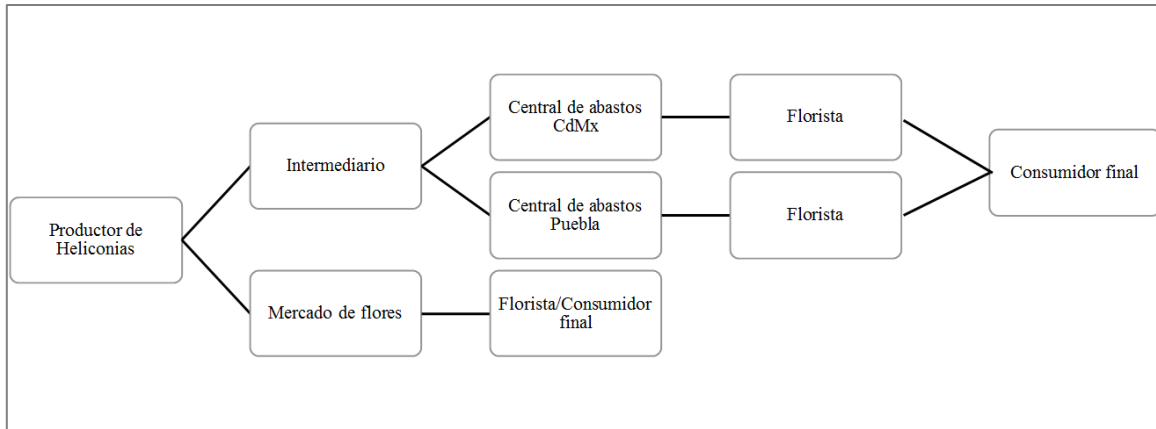 Productor de
Heliconias
Intermediario
Mercado de flores
Central de abastos
CdMx
Central de abastos
Puebla
Florista/Consumidor
final
Florista
Florista
Consumidor final